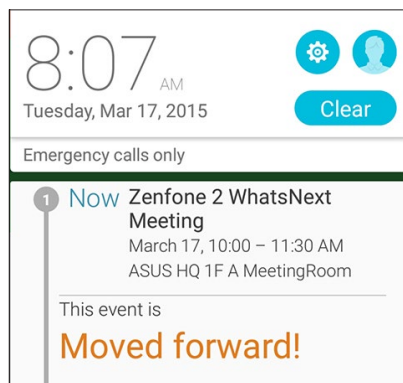 8:07 AM
Tuesday, Mar 17, 2015
Clear
Emergency calls only
1 Now Zenfone 2 WhatsNext
Meeting
March 17, 10:00 – 11:30 AM
ASUS HQ 1F A MeetingRoom
This event is
Moved forward!